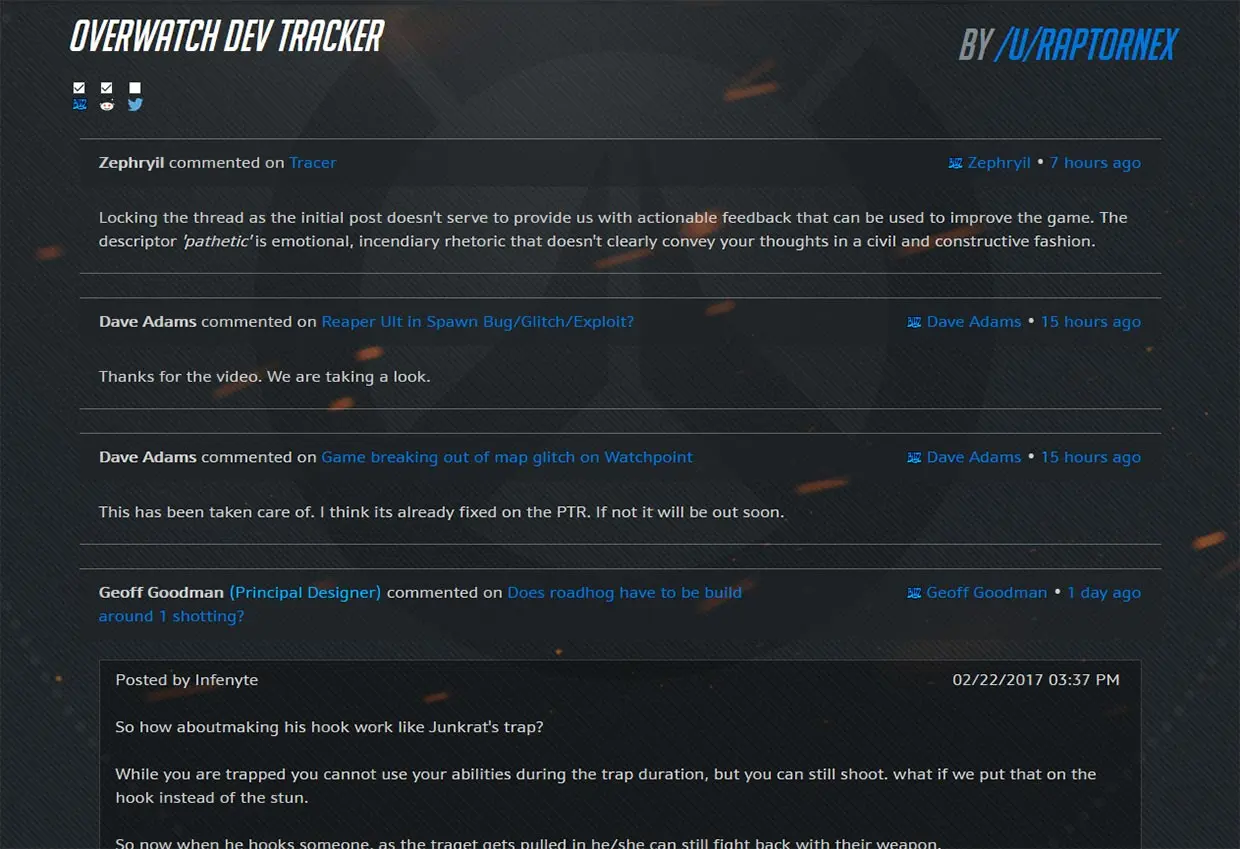 OVERWATCH DEV TRACKER
BY /U/RAPTORNEX
Zephryil commented on Tracer
Zephryil • 7 hours ago
Locking the thread as the initial post doesn't serve to provide us with actionable feedback that can be used to improve the game. The
descriptor 'pathetic' is emotional, incendiary rhetoric that doesn't clearly convey your thoughts in a civil and constructive fashion.
Dave Adams commented on Reaper Ult in Spawn Bug/Glitch/Exploit?
Dave Adams • 15 hours ago
Thanks for the video. We are taking a look.
Dave Adams commented on Game breaking out of map glitch on Watchpoint
Dave Adams • 15 hours ago
This has been taken care of. I think its already fixed on the PTR. If not it will be out soon.
Geoff Goodman (Principal Designer) commented on Does roadhog have to be build
around 1 shotting?
Geoff Goodman • 1 day ago
Posted by Infenyte
02/22/2017 03:37 PM
So how aboutmaking his hook work like Junkrat's trap?
While you are trapped you cannot use your abilities during the trap duration, but you can still shoot. what if we put that on the
hook instead of the stun.
So now when he hooks someone, as the traget gets pulled in he/she can still fight back with their weapon.